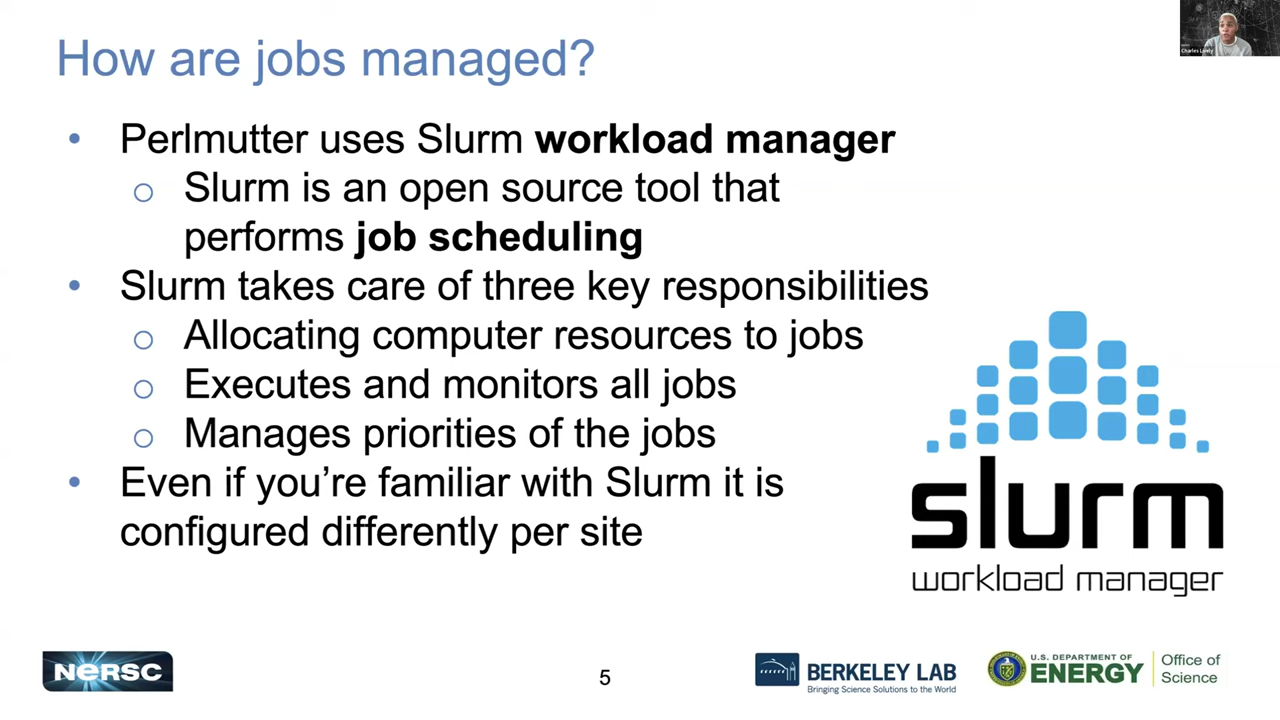 How are jobs managed?
Charles Lively
• Perlmutter uses Slurm workload manager
o Slurm is an open source tool that
performs job scheduling
• Slurm takes care of three key responsibilities
o Allocating computer resources to jobs
o Executes and monitors all jobs
o Manages priorities of the jobs
• Even if you’re familiar with Slurm it is
configured differently per site
slurm
workload manager
NERSC
5
BERKELEY LAB
Bringing Science Solutions to the World
U.S. DEPARTMENT OF
ENERGY
Office of
Science